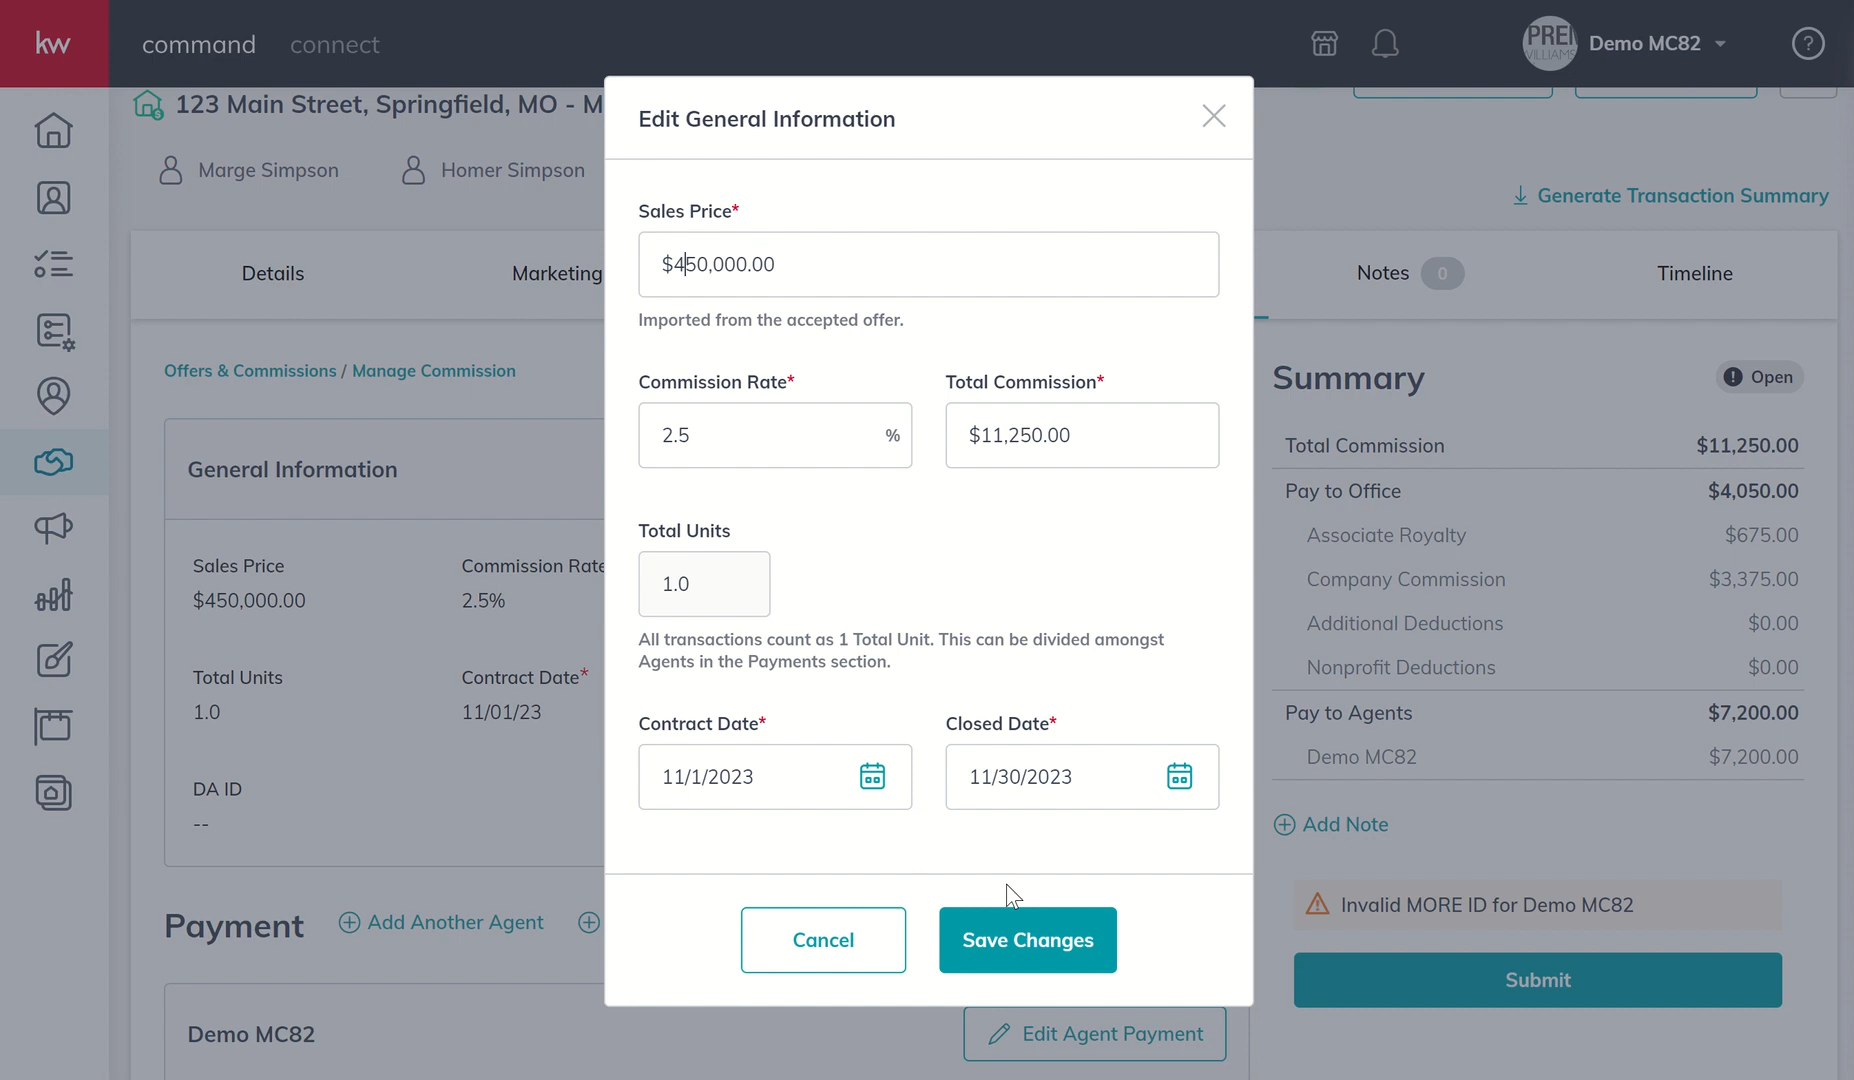 kw
command
connect
PREI
WILLIAMS
Demo MC82
?
123 Main Street, Springfield, MO - M
Marge Simpson
Homer Simpson
Generate Transaction Summary
Details
Marketing
Notes 0
Timeline
Offers & Commissions / Manage Commission
General Information
Sales Price
$450,000.00
Commission Rate
2.5%
Total Units
1.0
Contract Date*
11/01/23
DA ID
--
Payment
Add Another Agent
Demo MC82
Edit Agent Payment
Edit General Information
Sales Price*
$450,000.00
Imported from the accepted offer.
Commission Rate*
2.5 %
Total Commission*
$11,250.00
Total Units
1.0
All transactions count as 1 Total Unit. This can be divided amongst
Agents in the Payments section.
Contract Date*
11/1/2023
Closed Date*
11/30/2023
Cancel
Save Changes
Summary
Open
Total Commission $11,250.00
Pay to Office $4,050.00
Associate Royalty $675.00
Company Commission $3,375.00
Additional Deductions $0.00
Nonprofit Deductions $0.00
Pay to Agents $7,200.00
Demo MC82 $7,200.00
Add Note
Invalid MORE ID for Demo MC82
Submit